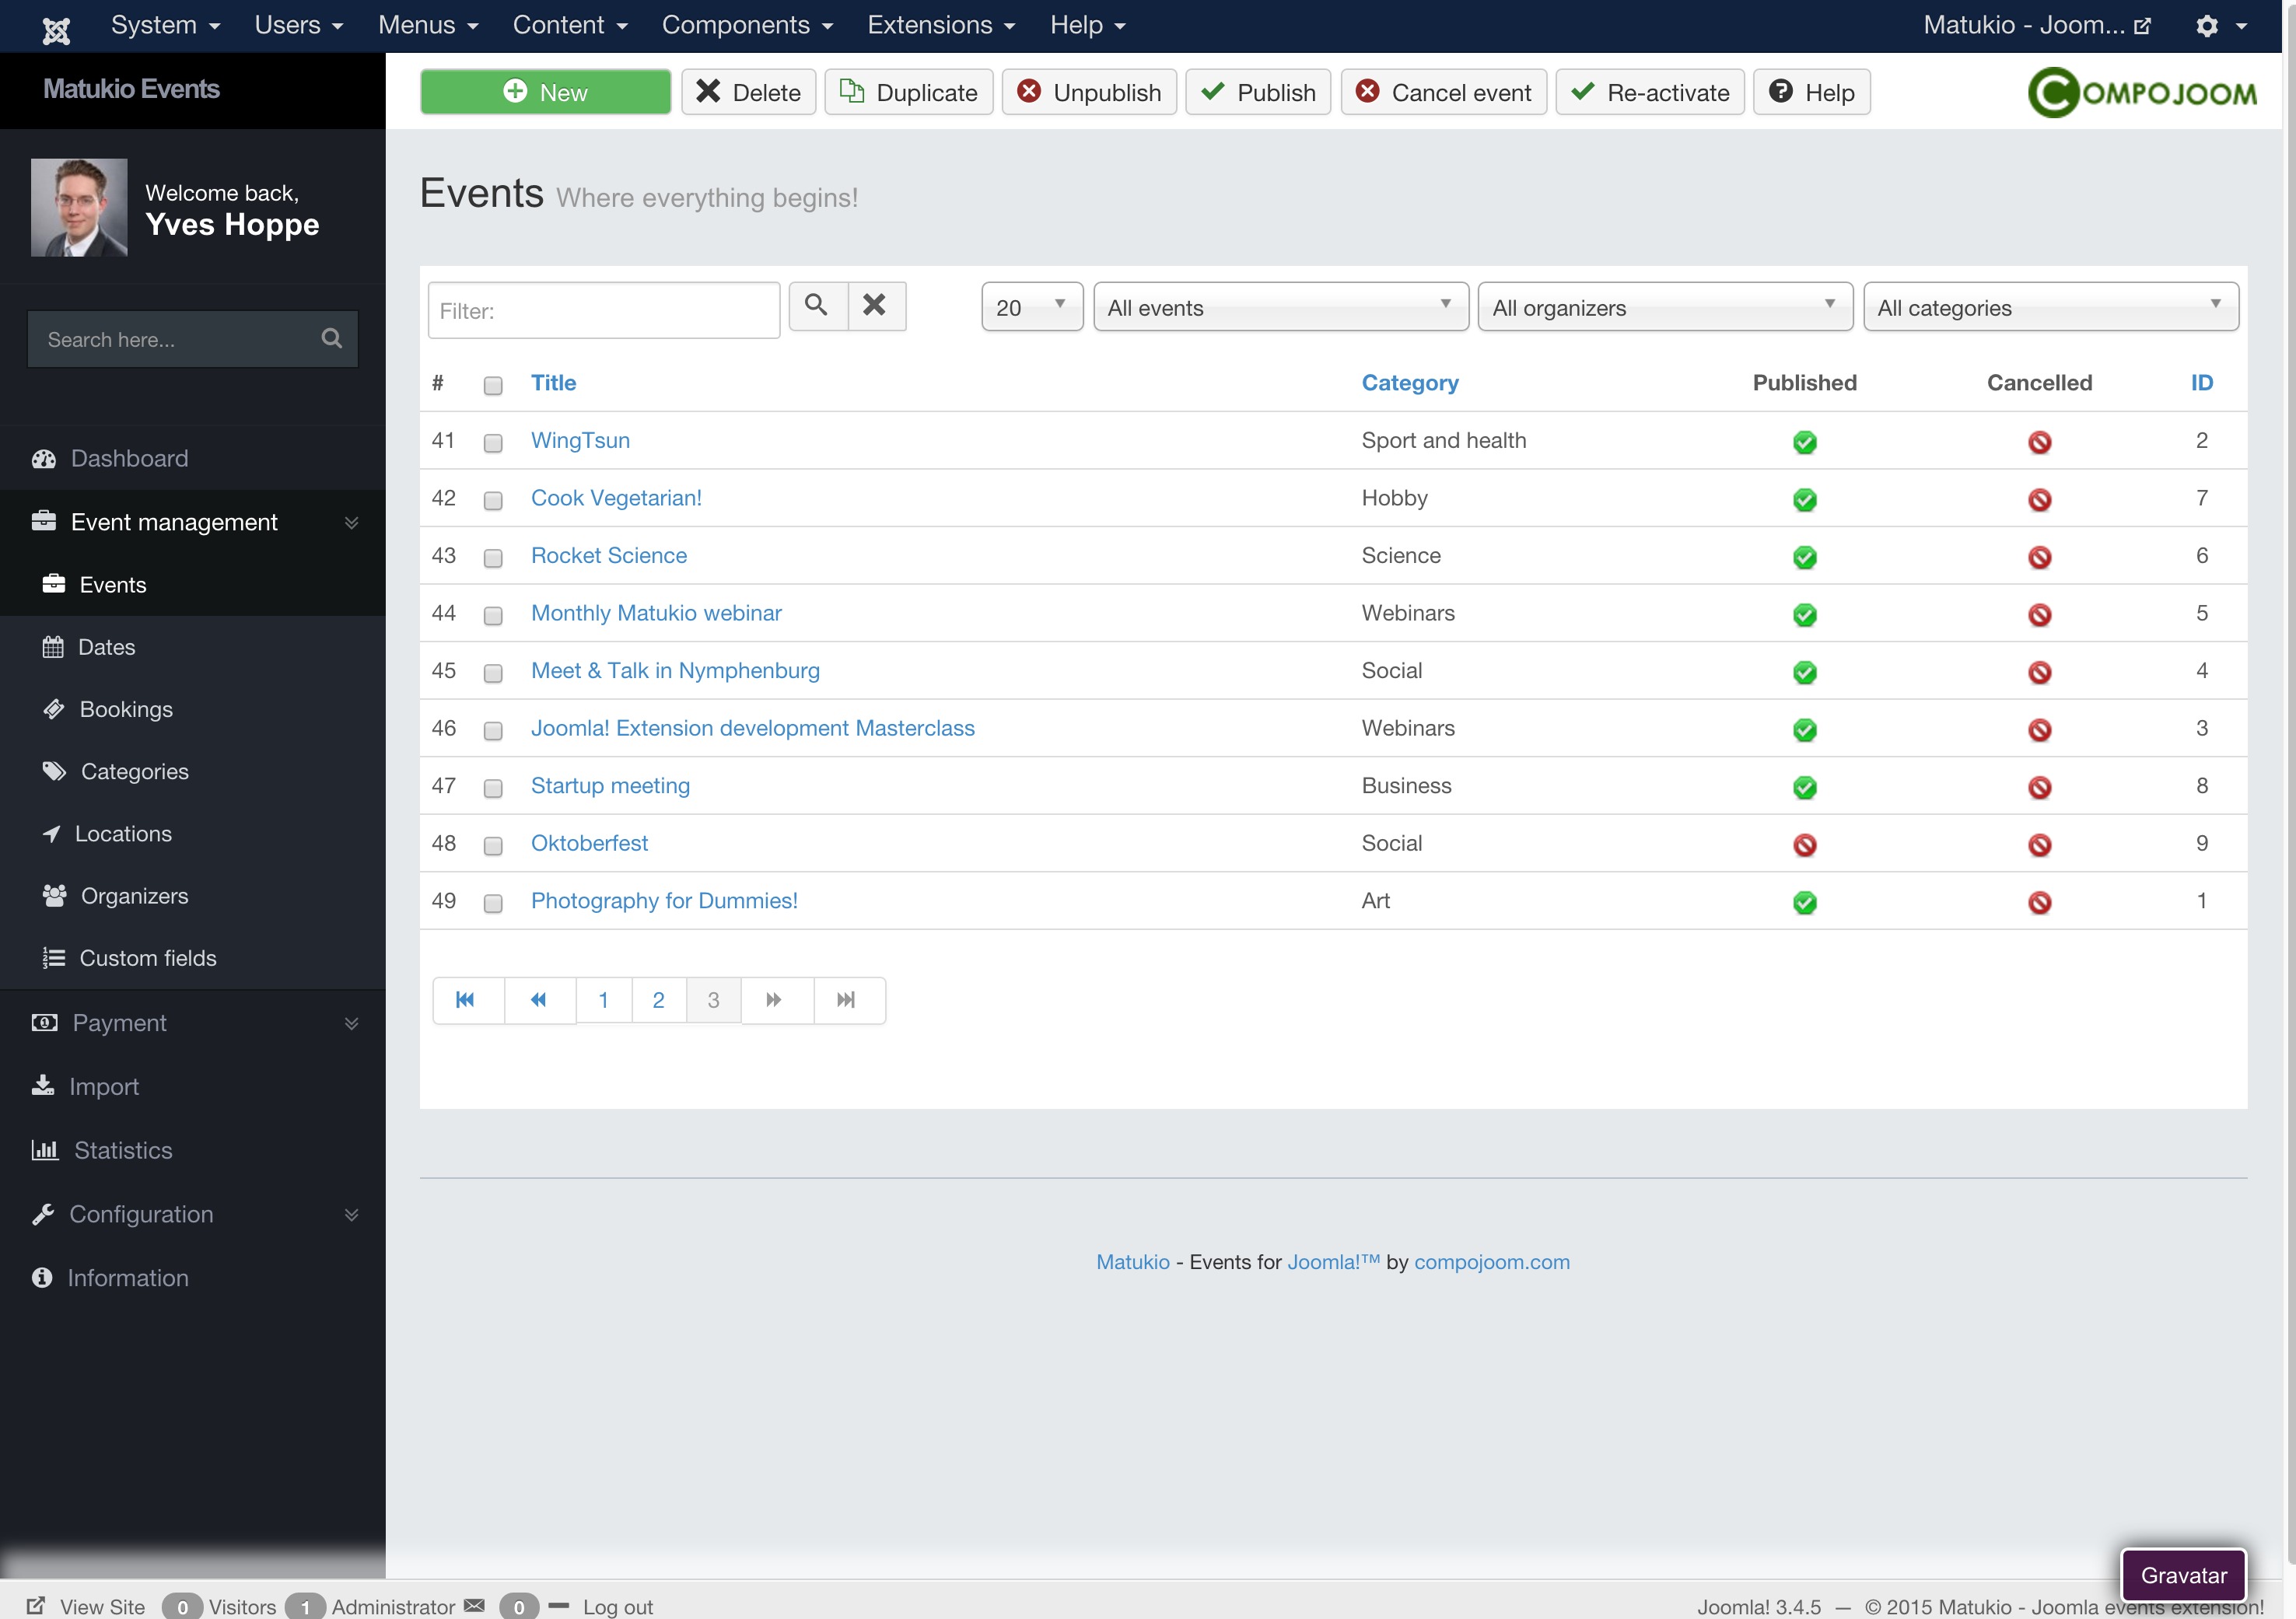 System Users Menus Content Components Extensions Help Matukio - Joom...
Matukio Events
New Delete Duplicate Unpublish Publish Cancel event Re-activate Help COMPOJOOM
Welcome back,
Yves Hoppe
Search here...
Dashboard
Event management
Events
Dates
Bookings
Categories
Locations
Organizers
Custom fields
Payment
Import
Statistics
Configuration
Information
Events Where everything begins!
Filter: 20 All events All organizers All categories
# Title Category Published Cancelled ID
41 WingTsun Sport and health 2
42 Cook Vegetarian! Hobby 7
43 Rocket Science Science 6
44 Monthly Matukio webinar Webinars 5
45 Meet & Talk in Nymphenburg Social 4
46 Joomla! Extension development Masterclass Webinars 3
47 Startup meeting Business 8
48 Oktoberfest Social 9
49 Photography for Dummies! Art 1
1 2 3
Matukio - Events for Joomla!™ by compojoom.com
Gravatar
View Site 0 Visitors 1 Administrator 0 Log out Joomla! 3.4.5 — © 2015 Matukio - Joomla events extension!